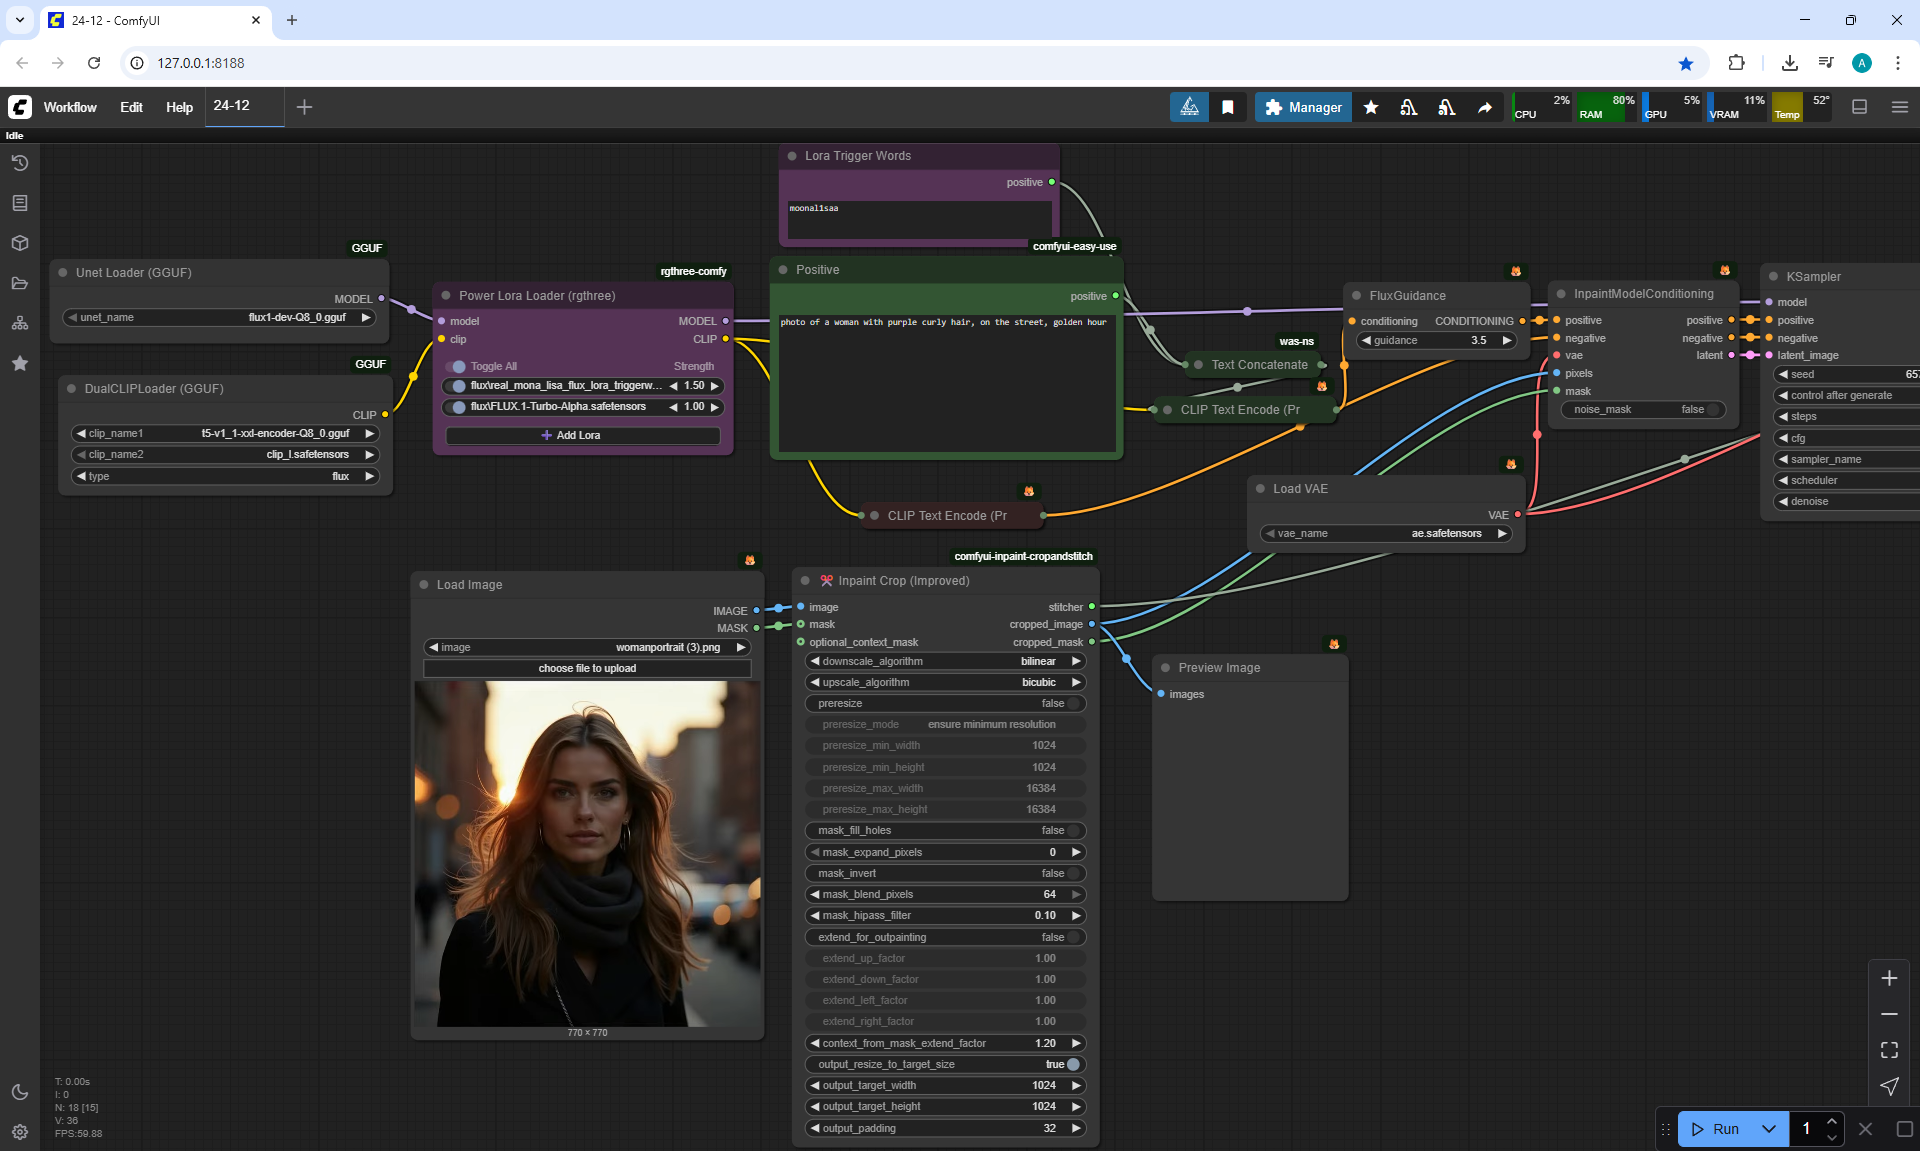 24-12 - ComfyUI
127.0.0.1:8188
Workflow Edit Help 24-12
Manager
CPU 2% RAM 80% GPU 5% VRAM 11% Temp 52°
Idle
Lora Trigger Words
positive
moonal1saa
comfyui-easy-use
Positive
positive
photo of a woman with purple curly hair, on the street, golden hour
GGUF
Unet Loader (GGUF)
MODEL
unet_name flux1-dev-Q8_0.gguf
GGUF
DualCLIPLoader (GGUF)
CLIP
clip_name1 t5-v1_1-xxl-encoder-Q8_0.gguf
clip_name2 clip_l.safetensors
type flux
rgthree-comfy
Power Lora Loader (rgthree)
model MODEL
clip CLIP
Toggle All Strength
flux\real_mona_lisa_flux_lora_triggerw... 1.50
flux\FLUX.1-Turbo-Alpha.safetensors 1.00
Add Lora
was-ns
Text Concatenate
CLIP Text Encode (Pr
CLIP Text Encode (Pr
FluxGuidance
conditioning CONDITIONING
guidance 3.5
InpaintModelConditioning
positive positive
negative negative
vae latent
pixels
mask
noise_mask false
KSampler
model
positive
negative
latent_image
seed 657
control after generate
steps
cfg
sampler_name
scheduler
denoise
Load VAE
VAE
vae_name ae.safetensors
Load Image
IMAGE
MASK
image womanportrait (3).png
choose file to upload
770 × 770
comfyui-inpaint-cropandstitch
Inpaint Crop (Improved)
image stitcher
mask cropped_image
optional_context_mask cropped_mask
downscale_algorithm bilinear
upscale_algorithm bicubic
preresize false
preresize_mode ensure minimum resolution
preresize_min_width 1024
preresize_min_height 1024
preresize_max_width 16384
preresize_max_height 16384
mask_fill_holes false
mask_expand_pixels 0
mask_invert false
mask_blend_pixels 64
mask_hipass_filter 0.10
extend_for_outpainting false
extend_up_factor 1.00
extend_down_factor 1.00
extend_left_factor 1.00
extend_right_factor 1.00
context_from_mask_extend_factor 1.20
output_resize_to_target_size true
output_target_width 1024
output_target_height 1024
output_padding 32
Preview Image
images
T: 0.00s
I: 0
N: 18 [15]
V: 36
FPS:59.88
Run 1
A